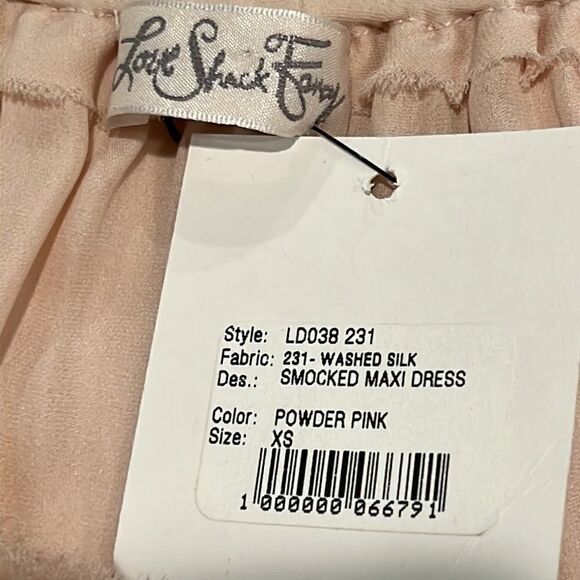 Love Shack Fancy
Style: LD038 231
Fabric: 231- WASHED SILK
Des.: SMOCKED MAXI DRESS
Color: POWDER PINK
Size: XS
1 000000 066791